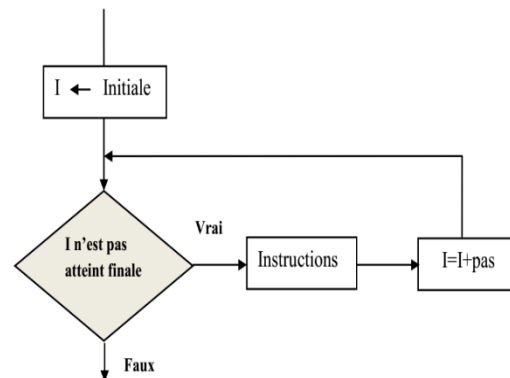 I ← Initiale
Vrai
I n'est pas
atteint finale
Instructions
I=I+pas
Faux